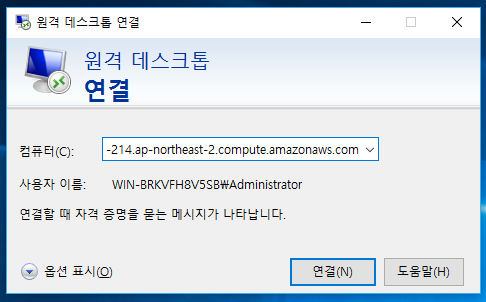 원격 데스크톱 연결
원격 데스크톱
연결
컴퓨터(C): -214.ap-northeast-2.compute.amazonaws.com
사용자 이름: WIN-BRKVFH8V5SB₩Administrator
연결할 때 자격 증명을 묻는 메시지가 나타납니다.
옵션 표시(O) 연결(N) 도움말(H)